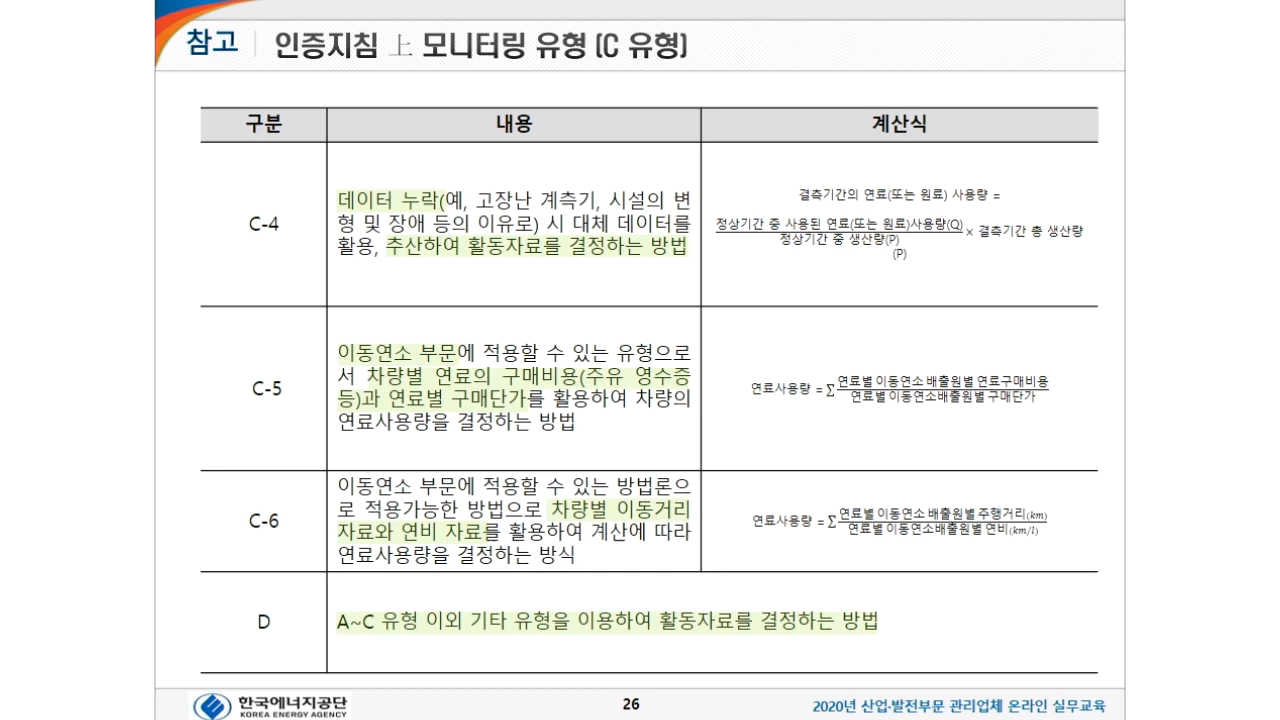 참고 인증지침 上 모니터링 유형 (C 유형)
구분 내용 계산식
C-4
데이터 누락(예, 고장난 계측기, 시설의 변
형 및 장애 등의 이유로) 시 대체 데이터를
활용, 추산하여 활동자료를 결정하는 방법
결측기간의 연료(또는 원료) 사용량 =
정상기간 중 사용된 연료(또는 원료)사용량(Q)
정상기간 중 생산량(P)
× 결측기간 총 생산량
(P)
C-5
이동연소 부문에 적용할 수 있는 유형으로
서 차량별 연료의 구매비용(주유 영수증
등)과 연료별 구매단가를 활용하여 차량의
연료사용량을 결정하는 방법
연료사용량 = ∑
연료별 이동연소 배출원별 연료구매비용
연료별 이동연소배출원별 구매단가
C-6
이동연소 부문에 적용할 수 있는 방법론으
로 적용가능한 방법으로 차량별 이동거리
자료와 연비 자료를 활용하여 계산에 따라
연료사용량을 결정하는 방식
연료사용량 = ∑
연료별 이동연소 배출원별 주행거리(km)
연료별 이동연소배출원별 연비(km/l)
D
A~C 유형 이외 기타 유형을 이용하여 활동자료를 결정하는 방법
한국에너지공단
KOREA ENERGY AGENCY
26
2020년 산업·발전부문 관리업체 온라인 실무교육